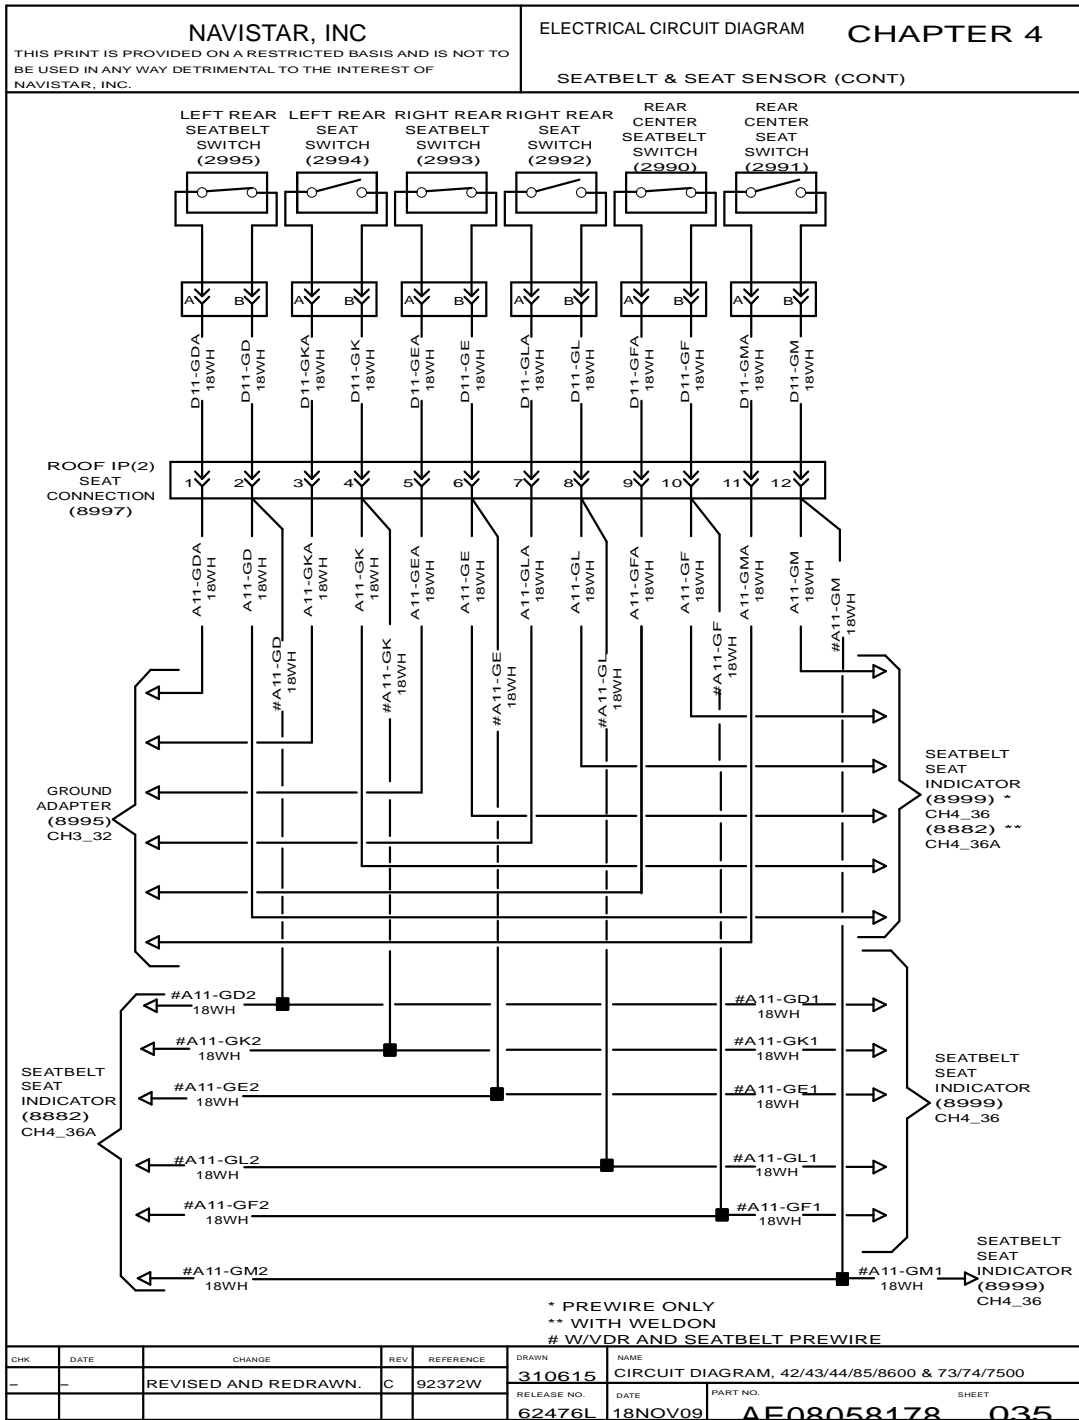 NAVISTAR, INC
THIS PRINT IS PROVIDED ON A RESTRICTED BASIS AND IS NOT TO
BE USED IN ANY WAY DETRIMENTAL TO THE INTEREST OF
NAVISTAR, INC.
ELECTRICAL CIRCUIT DIAGRAM
CHAPTER 4
SEATBELT & SEAT SENSOR (CONT)
LEFT REAR
SEATBELT
SWITCH
(2995)
LEFT REAR
SEAT
SWITCH
(2994)
RIGHT REAR
SEATBELT
SWITCH
(2993)
RIGHT REAR
SEAT
SWITCH
(2992)
REAR
CENTER
SEATBELT
SWITCH
(2990)
REAR
CENTER
SEAT
SWITCH
(2991)
A B A B A B A B A B A B
D11-GDA
18WH
D11-GD
18WH
D11-GKA
18WH
D11-GK
18WH
D11-GEA
18WH
D11-GE
18WH
D11-GLA
18WH
D11-GL
18WH
D11-GFA
18WH
D11-GF
18WH
D11-GMA
18WH
D11-GM
18WH
ROOF IP(2)
SEAT
CONNECTION
(8997)
1 2 3 4 5 6 7 8 9 10 11 12
A11-GDA
18WH
A11-GD
18WH
A11-GKA
18WH
A11-GK
18WH
A11-GEA
18WH
A11-GE
18WH
A11-GLA
18WH
A11-GL
18WH
A11-GFA
18WH
A11-GF
18WH
A11-GMA
18WH
A11-GM
18WH
#A11-GM
18WH
#A11-GD
18WH
#A11-GK
18WH
#A11-GE
18WH
#A11-GL
18WH
#A11-GF
18WH
GROUND
ADAPTER
(8995)
CH3_32
SEATBELT
SEAT
INDICATOR
(8999) *
CH4_36
(8882) **
CH4_36A
#A11-GD2
18WH
#A11-GD1
18WH
#A11-GK2
18WH
#A11-GK1
18WH
#A11-GE2
18WH
#A11-GE1
18WH
#A11-GL2
18WH
#A11-GL1
18WH
#A11-GF2
18WH
#A11-GF1
18WH
#A11-GM2
18WH
#A11-GM1
18WH
SEATBELT
SEAT
INDICATOR
(8882)
CH4_36A
SEATBELT
SEAT
INDICATOR
(8999)
CH4_36
SEATBELT
SEAT
INDICATOR
(8999)
CH4_36
* PREWIRE ONLY
** WITH WELDON
# W/VDR AND SEATBELT PREWIRE
CHK DATE CHANGE REV REFERENCE
– – REVISED AND REDRAWN. C 92372W
DRAWN
310615
NAME
CIRCUIT DIAGRAM, 42/43/44/85/8600 & 73/74/7500
RELEASE NO.
62476L
DATE
18NOV09
PART NO.
AE08058178
SHEET
035